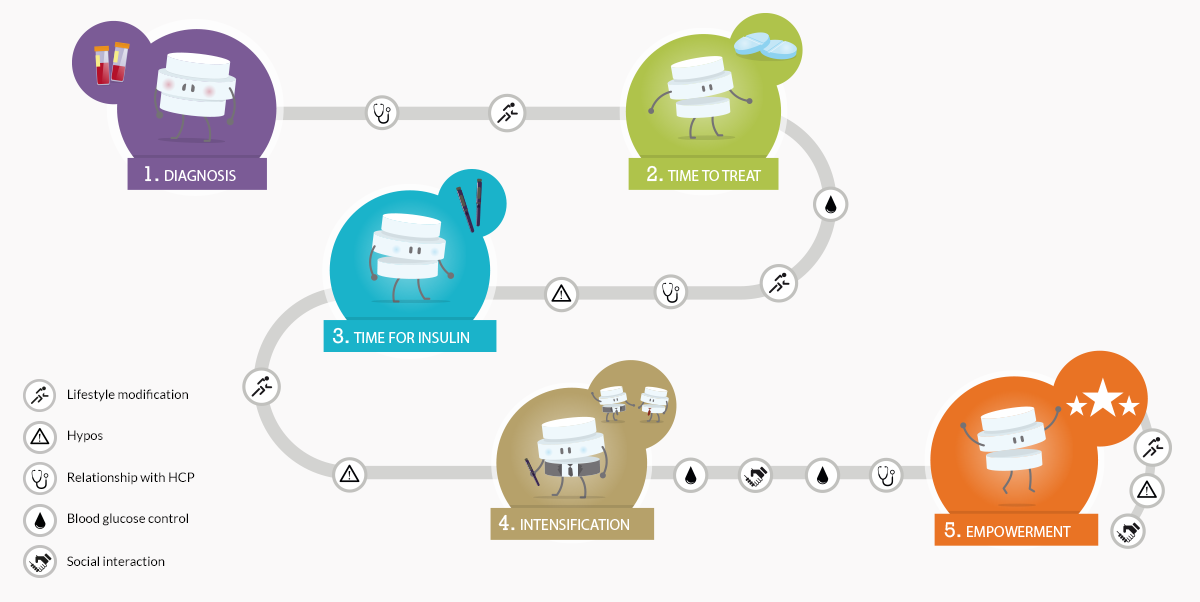 1. DIAGNOSIS
2. TIME TO TREAT
3. TIME FOR INSULIN
4. INTENSIFICATION
5. EMPOWERMENT
Lifestyle modification
Hypos
Relationship with HCP
Blood glucose control
Social interaction